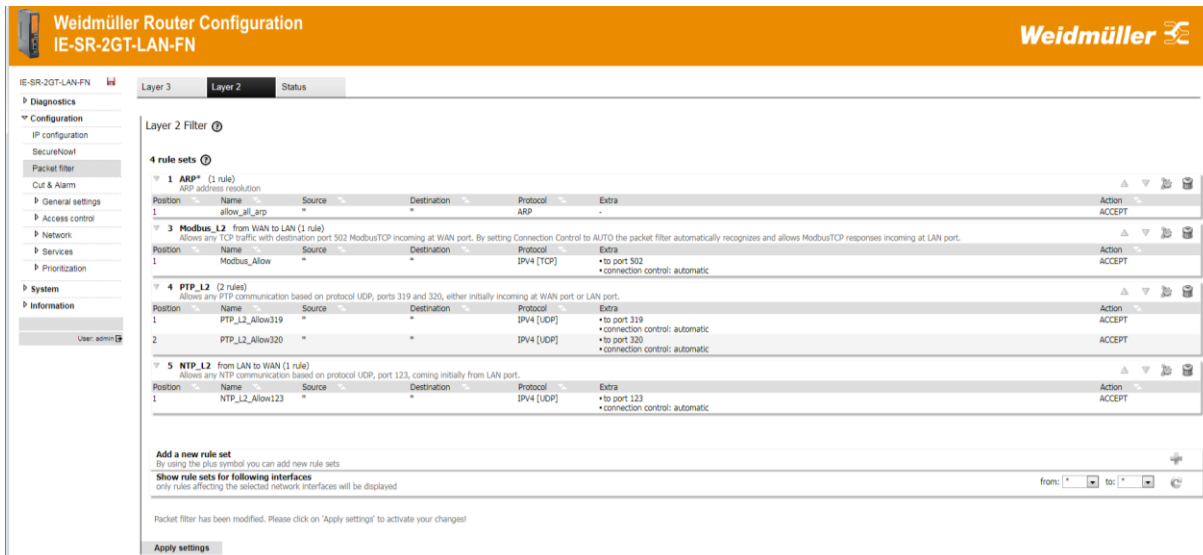 Weidmüller Router Configuration
IE-SR-2GT-LAN-FN
Weidmüller
IE-SR-2GT-LAN-FN
Diagnostics
Configuration
IP configuration
SecureNow!
Packet filter
Cut & Alarm
General settings
Access control
Network
Services
Prioritization
System
Information
User: admin
Layer 3 Layer 2 Status
Layer 2 Filter ?
4 rule sets ?
1 ARP* (1 rule)
ARP address resolution
Position Name Source Destination Protocol Extra Action
1 allow_all_arp * * ARP - ACCEPT
3 Modbus_L2 from WAN to LAN (1 rule)
Allows any TCP traffic with destination port 502 ModbusTCP incoming at WAN port. By setting Connection Control to AUTO the packet filter automatically recognizes and allows ModbusTCP responses incoming at LAN port.
Position Name Source Destination Protocol Extra Action
1 Modbus_Allow * * IPV4 [TCP] • to port 502 ACCEPT
• connection control: automatic
4 PTP_L2 (2 rules)
Allows any PTP communication based on protocol UDP, ports 319 and 320, either initially incoming at WAN port or LAN port.
Position Name Source Destination Protocol Extra Action
1 PTP_L2_Allow319 * * IPV4 [UDP] • to port 319 ACCEPT
• connection control: automatic
2 PTP_L2_Allow320 * * IPV4 [UDP] • to port 320 ACCEPT
• connection control: automatic
5 NTP_L2 from LAN to WAN (1 rule)
Allows any NTP communication based on protocol UDP, port 123, coming initially from LAN port.
Position Name Source Destination Protocol Extra Action
1 NTP_L2_Allow123 * * IPV4 [UDP] • to port 123 ACCEPT
• connection control: automatic
Add a new rule set
By using the plus symbol you can add new rule sets
Show rule sets for following interfaces
only rules affecting the selected network interfaces will be displayed
from: * to: *
Packet filter has been modified. Please click on 'Apply settings' to activate your changes!
Apply settings